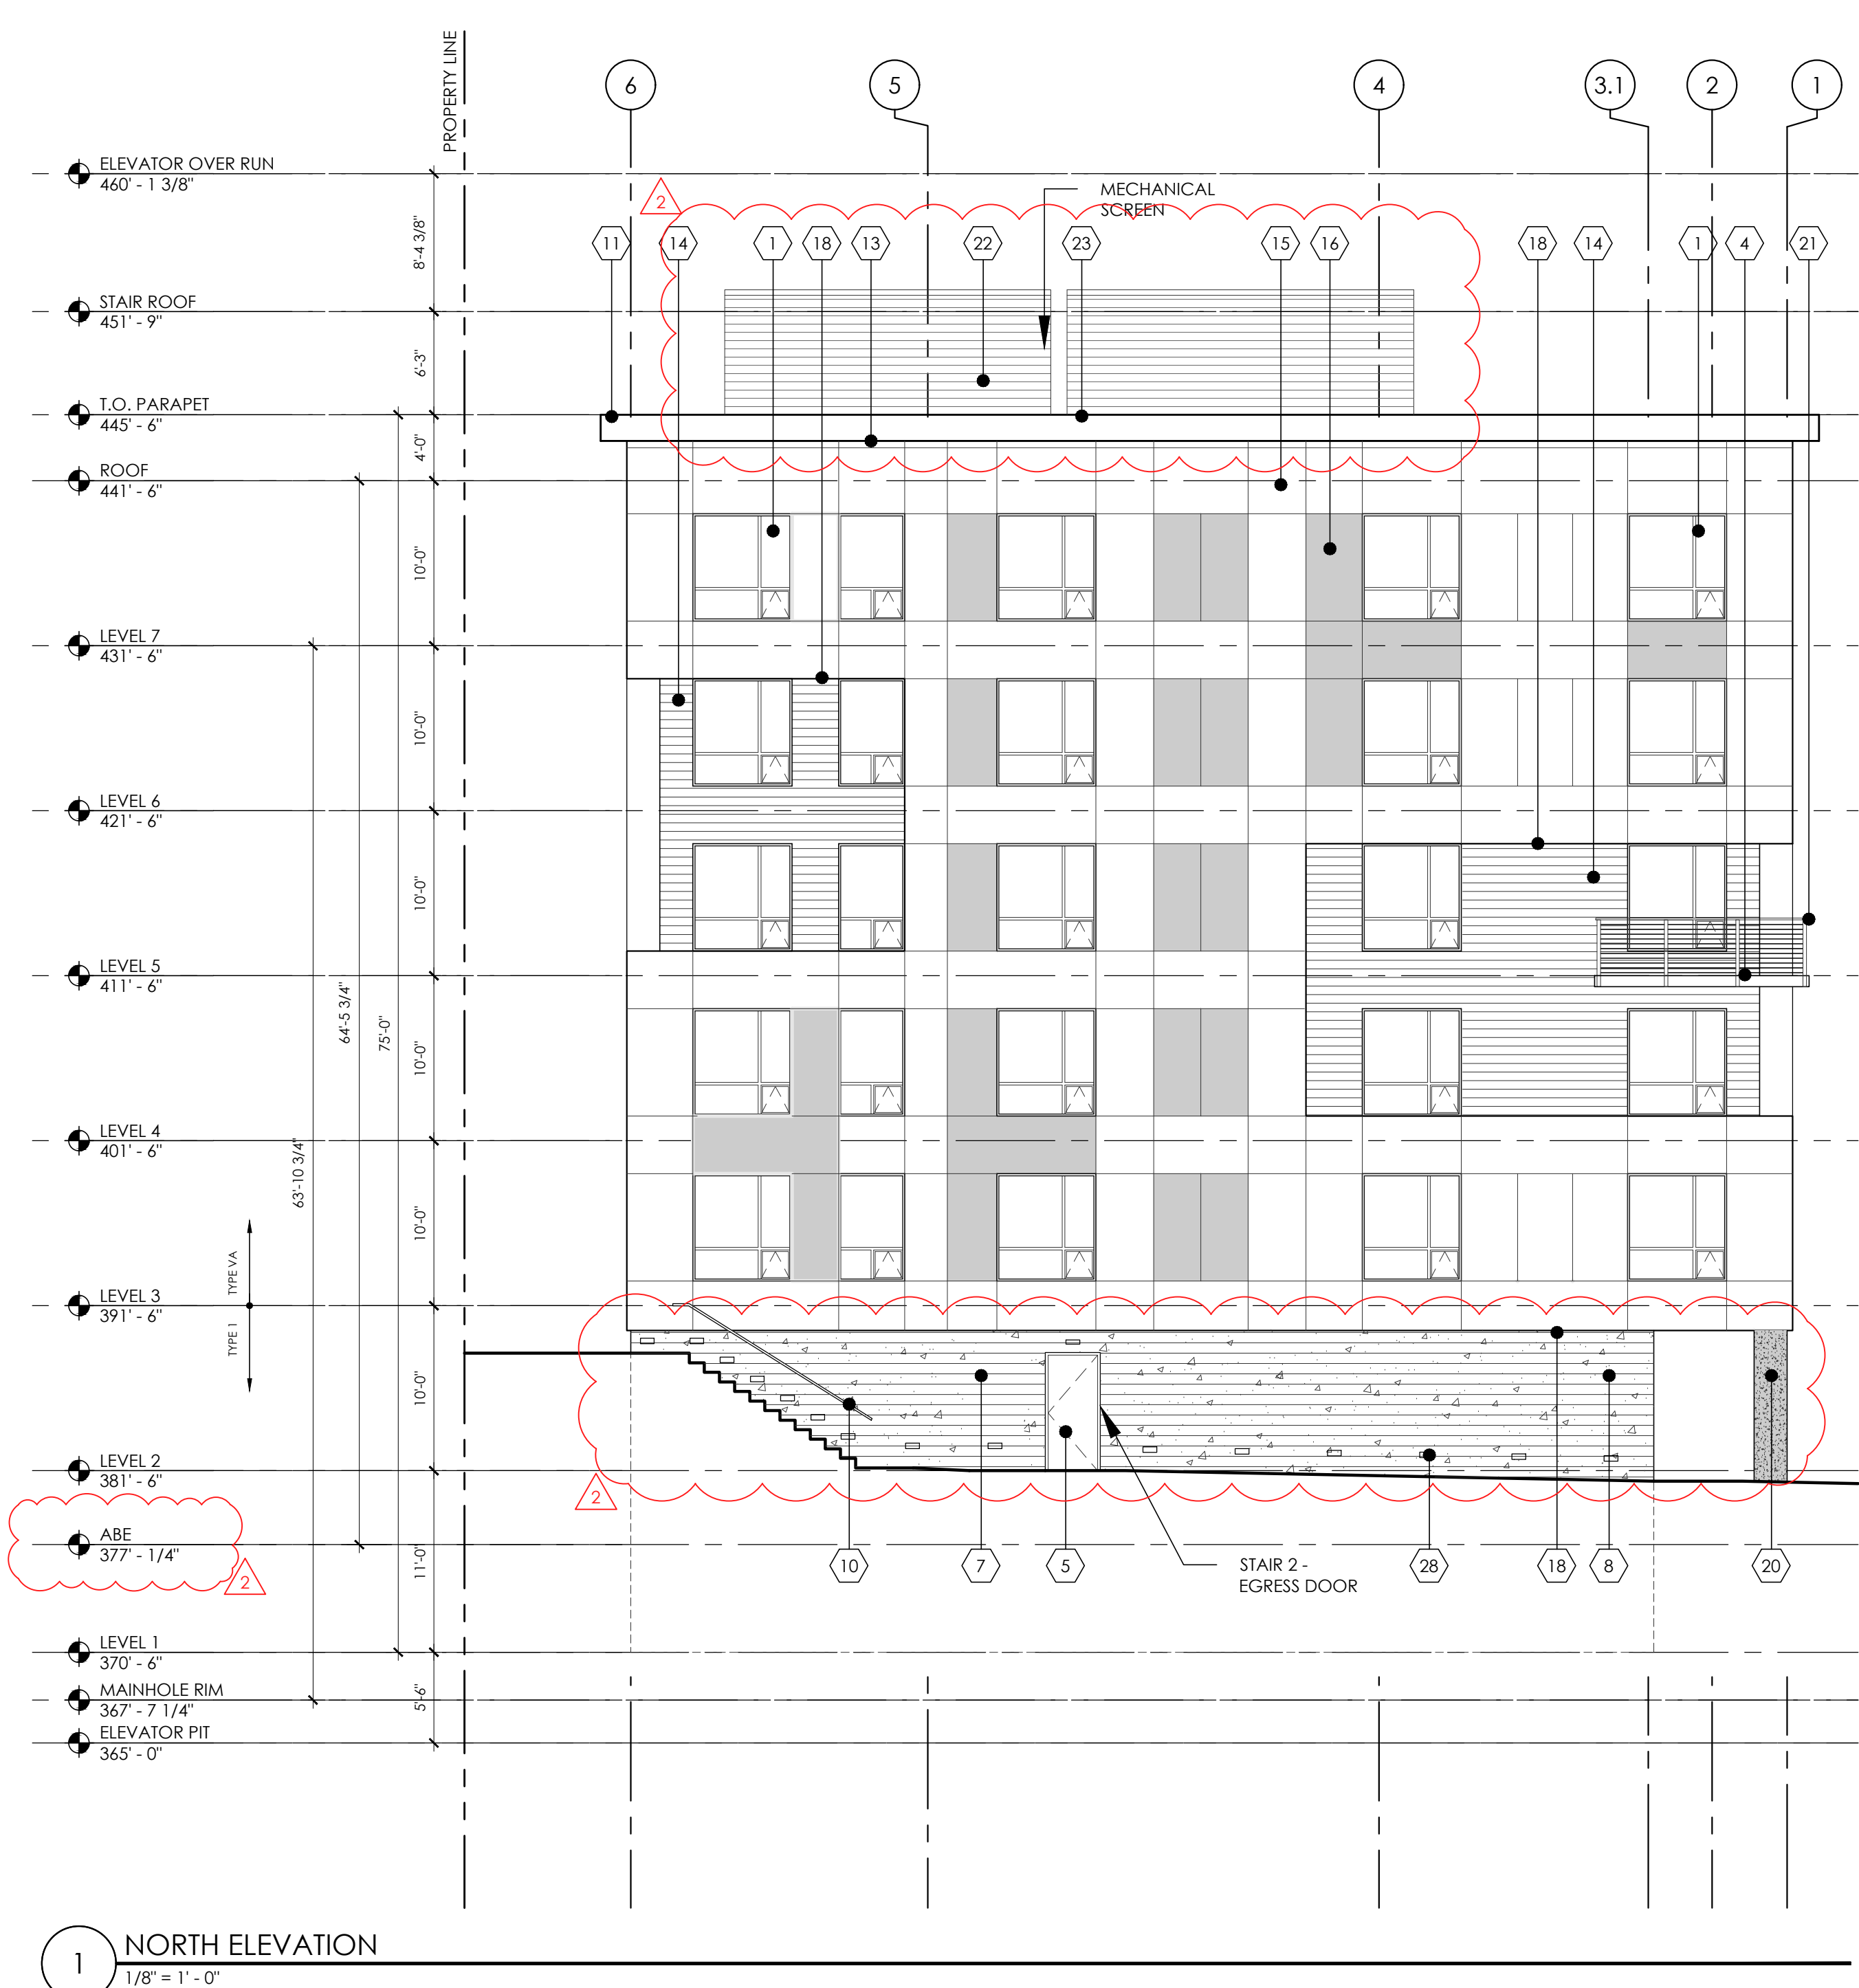 PROPERTY LINE
6
5
4
3.1
2
1
ELEVATOR OVER RUN
460' - 1 3/8"
2
MECHANICAL
SCREEN
8'-4 3/8"
11
14
1
18
13
22
23
15
16
18
14
1
4
21
STAIR ROOF
451' - 9"
6'-3"
T.O. PARAPET
445' - 6"
4'-0"
ROOF
441' - 6"
10'-0"
LEVEL 7
431' - 6"
10'-0"
LEVEL 6
421' - 6"
10'-0"
LEVEL 5
411' - 6"
64'-5 3/4"
75'-0"
10'-0"
LEVEL 4
401' - 6"
63'-10 3/4"
10'-0"
TYPE VA
LEVEL 3
391' - 6"
TYPE 1
10'-0"
LEVEL 2
381' - 6"
2
ABE
377' - 1/4"
2
11'-0"
10
7
5
STAIR 2 -
EGRESS DOOR
28
18
8
20
LEVEL 1
370' - 6"
MAINHOLE RIM
367' - 7 1/4"
5'-6"
ELEVATOR PIT
365' - 0"
1
NORTH ELEVATION
1/8" = 1' - 0"